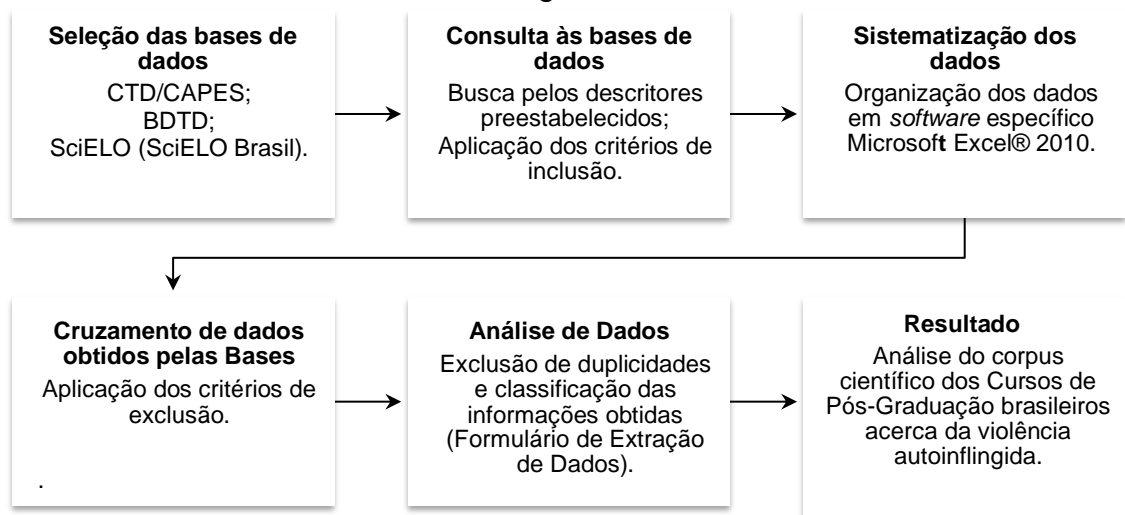 Seleção das bases de
dados
CTD/CAPES;
BDTD;
SciELO (SciELO Brasil).
Consulta às bases de
dados
Busca pelos descritores
preestabelecidos;
Aplicação dos critérios de
inclusão.
Sistematização dos
dados
Organização dos dados
em software específico
Microsoft Excel® 2010.
Cruzamento de dados
obtidos pelas Bases
Aplicação dos critérios de
exclusão.
.
Análise de Dados
Exclusão de duplicidades
e classificação das
informações obtidas
(Formulário de Extração
de Dados).
Resultado
Análise do corpus
científico dos Cursos de
Pós-Graduação brasileiros
acerca da violência
autoinflingida.